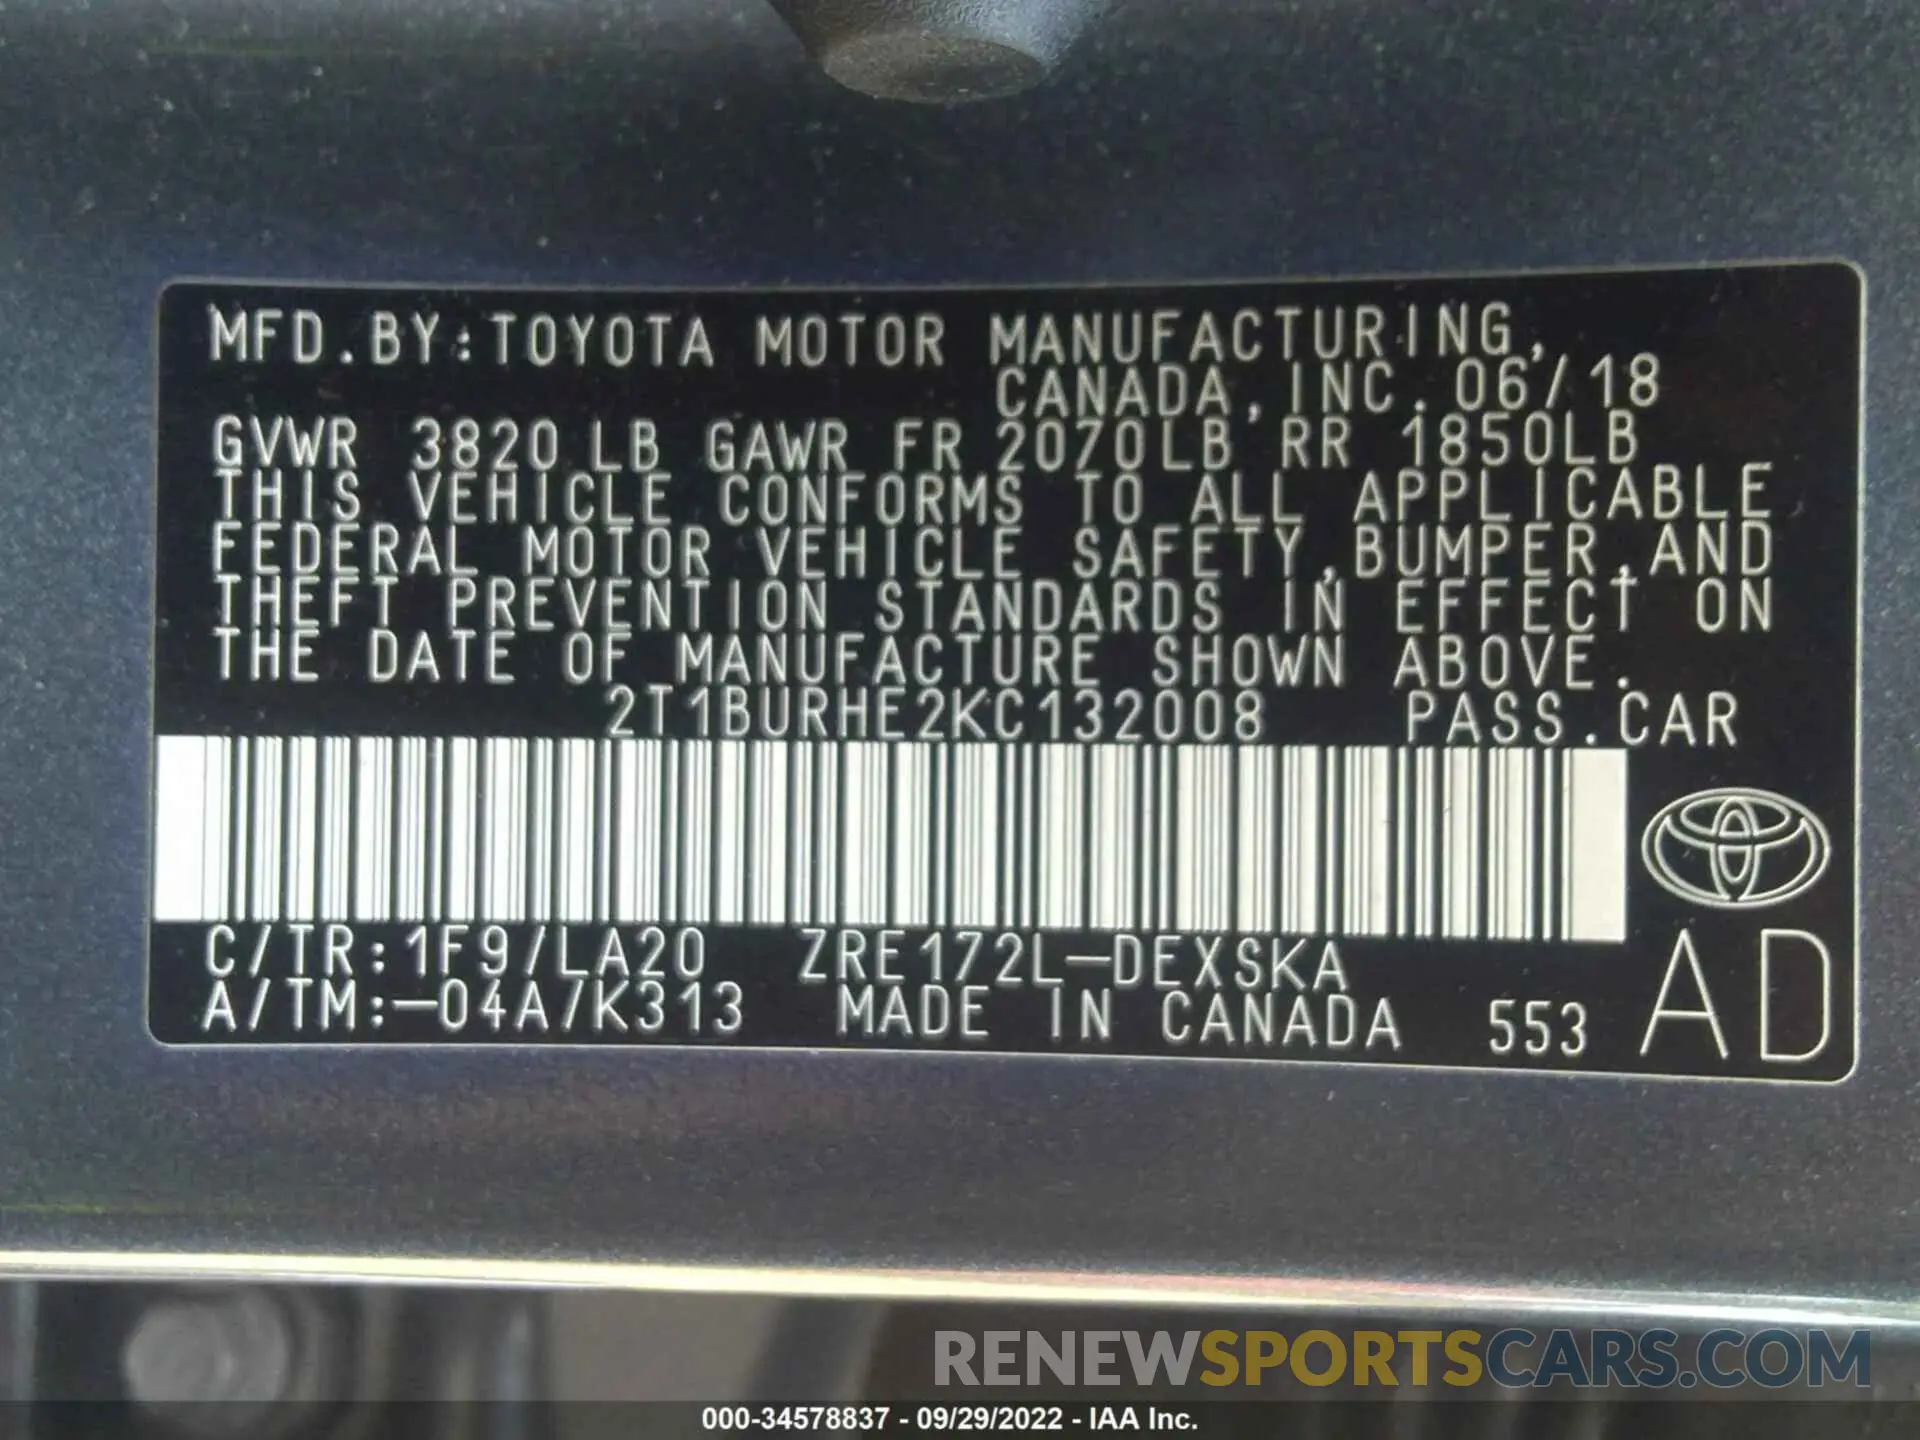 MFD.BY:TOYOTA MOTOR MANUFACTURING,
CANADA,INC. 06/18
GVWR 3820LB GAWR FR 2070LB RR 1850LB
THIS VEHICLE CONFORMS TO ALL APPLICABLE
FEDERAL MOTOR VEHICLE SAFETY,BUMPER,AND
THEFT PREVENTION STANDARDS IN EFFECT ON
THE DATE OF MANUFACTURE SHOWN ABOVE.
2T1BURHE2KC132008 PASS.CAR
C/TR:1F9/LA20 ZRE172L-DEXSKA
A/TM:-04A/K313 MADE IN CANADA 553 AD
RENEWSPORTSCARS.COM
000-34578837 - 09/29/2022 - IAA Inc.